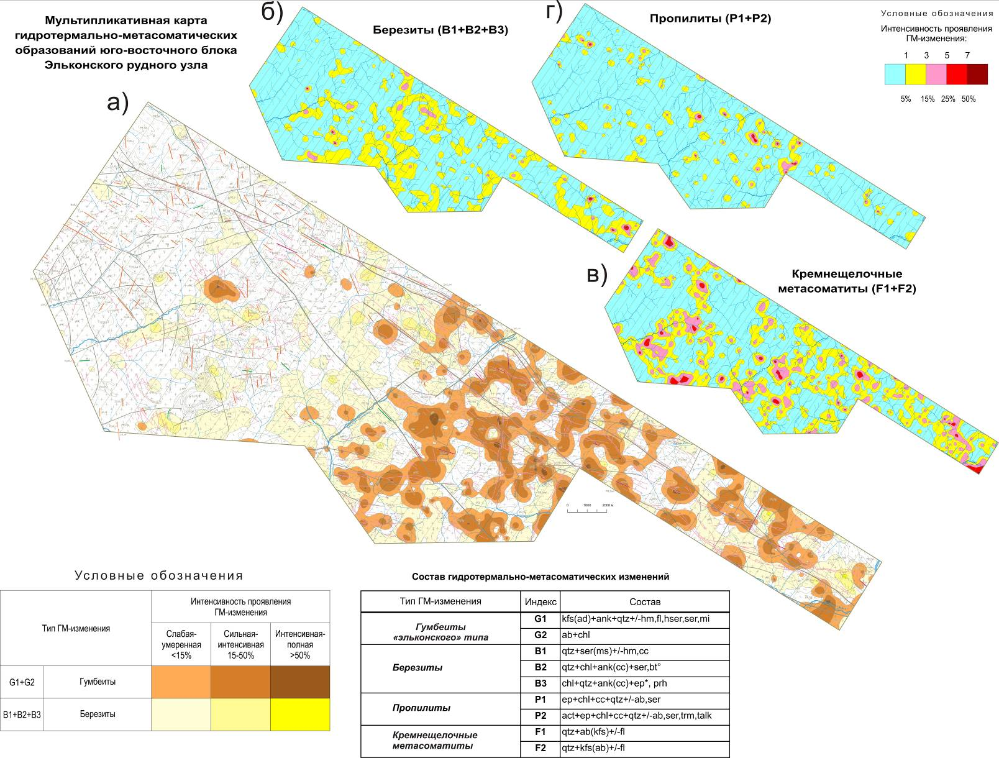 Мультипликативная карта
гидротермально-метасоматических
образований юго-восточного блока
Эльконского рудного узла
а)
б)
Березиты (B1+B2+B3)
г)
Пропилиты (P1+P2)
Условные обозначения
Интенсивность проявления
ГМ-изменения:
1 3 5 7
5% 15% 25% 50%
в)
Кремнещелочные
метасоматиты (F1+F2)
0 1000 2000 м
Условные обозначения
Тип ГМ-изменения
Интенсивность проявления
ГМ-изменения
Слабая-
умеренная
<15%
Сильная-
интенсивная
15-50%
Интенсивная-
полная
>50%
G1+G2 Гумбеиты
B1+B2+B3 Березиты
Состав гидротермально-метасоматических изменений
Тип ГМ-изменения Индекс Состав
Гумбеиты
«эльконского» типа
G1 kfs(ad)+ank+qtz+/-hm,fl,hser,ser,mi
G2 ab+chl
Березиты
B1 qtz+ser(ms)+/-hm,cc
B2 qtz+chl+ank(cc)+ser,bt°
B3 chl+qtz+ank(cc)+ep*, prh
Пропилиты
P1 ep+chl+cc+qtz+/-ab,ser
P2 act+ep+chl+cc+qtz+/-ab,ser,trm,talk
Кремнещелочные
метасоматиты
F1 qtz+ab(kfs)+/-fl
F2 qtz+kfs(ab)+/-fl